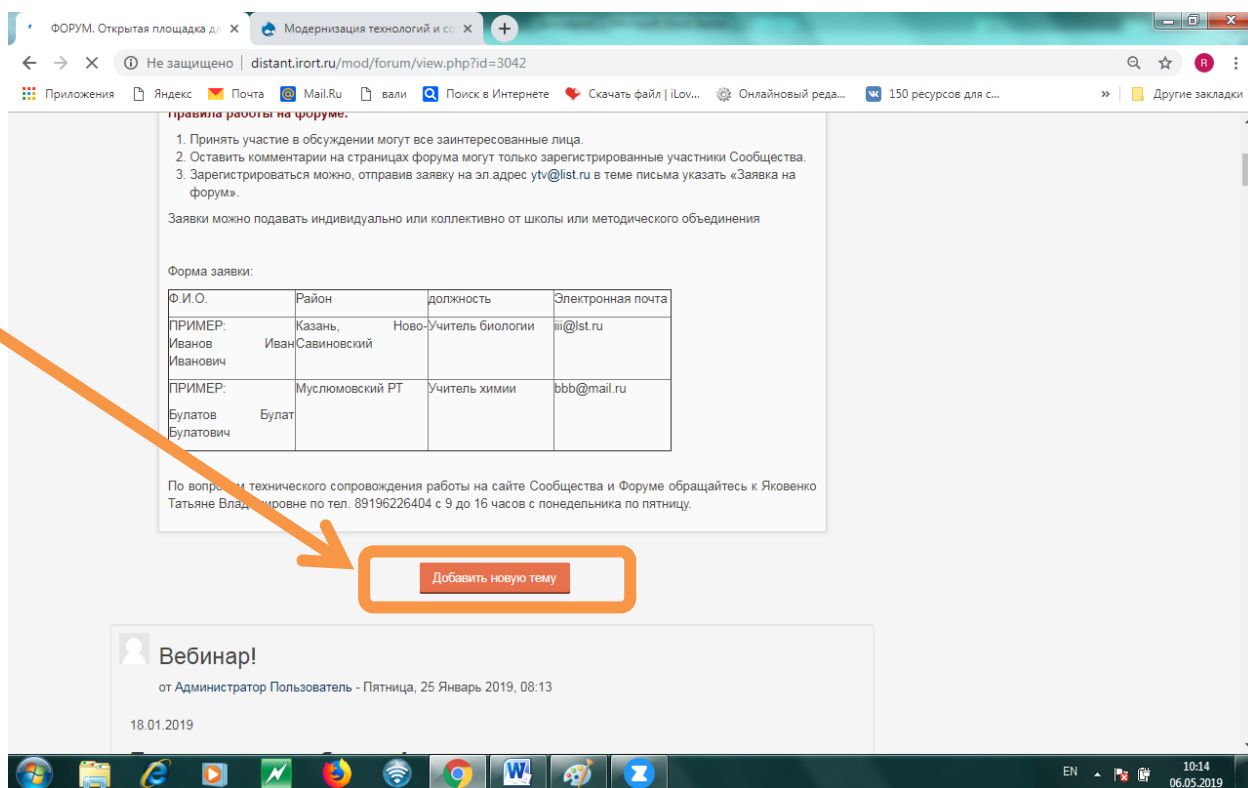 ФОРУМ. Открытая площадка дл
Модернизация технологий и со
Не защищено | distant.irort.ru/mod/forum/view.php?id=3042
R
Приложения Яндекс Почта @ Mail.Ru вали Поиск в Интернете Скачать файл | iLov... Онлайновый реда... 150 ресурсов для с... » Другие закладки
Правила работы на форуме:
1. Принять участие в обсуждении могут все заинтересованные лица.
2. Оставить комментарии на страницах форума могут только зарегистрированные участники Сообщества.
3. Зарегистрироваться можно, отправив заявку на эл.адрес ytv@list.ru в теме письма указать «Заявка на
форум».
Заявки можно подавать индивидуально или коллективно от школы или методического объединения
Форма заявки:
Ф.И.О. Район должность Электронная почта
ПРИМЕР: Казань, Ново- Учитель биологии iii@lst.ru
Иванов Иван Савиновский
Иванович
ПРИМЕР: Муслюмовский РТ Учитель химии bbb@mail.ru
Булатов Булат
Булатович
По технического сопровождения работы на сайте Сообщества и Форуме обращайтесь к Яковенко
Татьяне Владимировне по тел. 89196226404 с 9 до 16 часов с понедельника по пятницу.
Добавить новую тему
Вебинар!
от Администратор Пользователь - Пятница, 25 Январь 2019, 08:13
18.01.2019
EN
10:14
06.05.2019